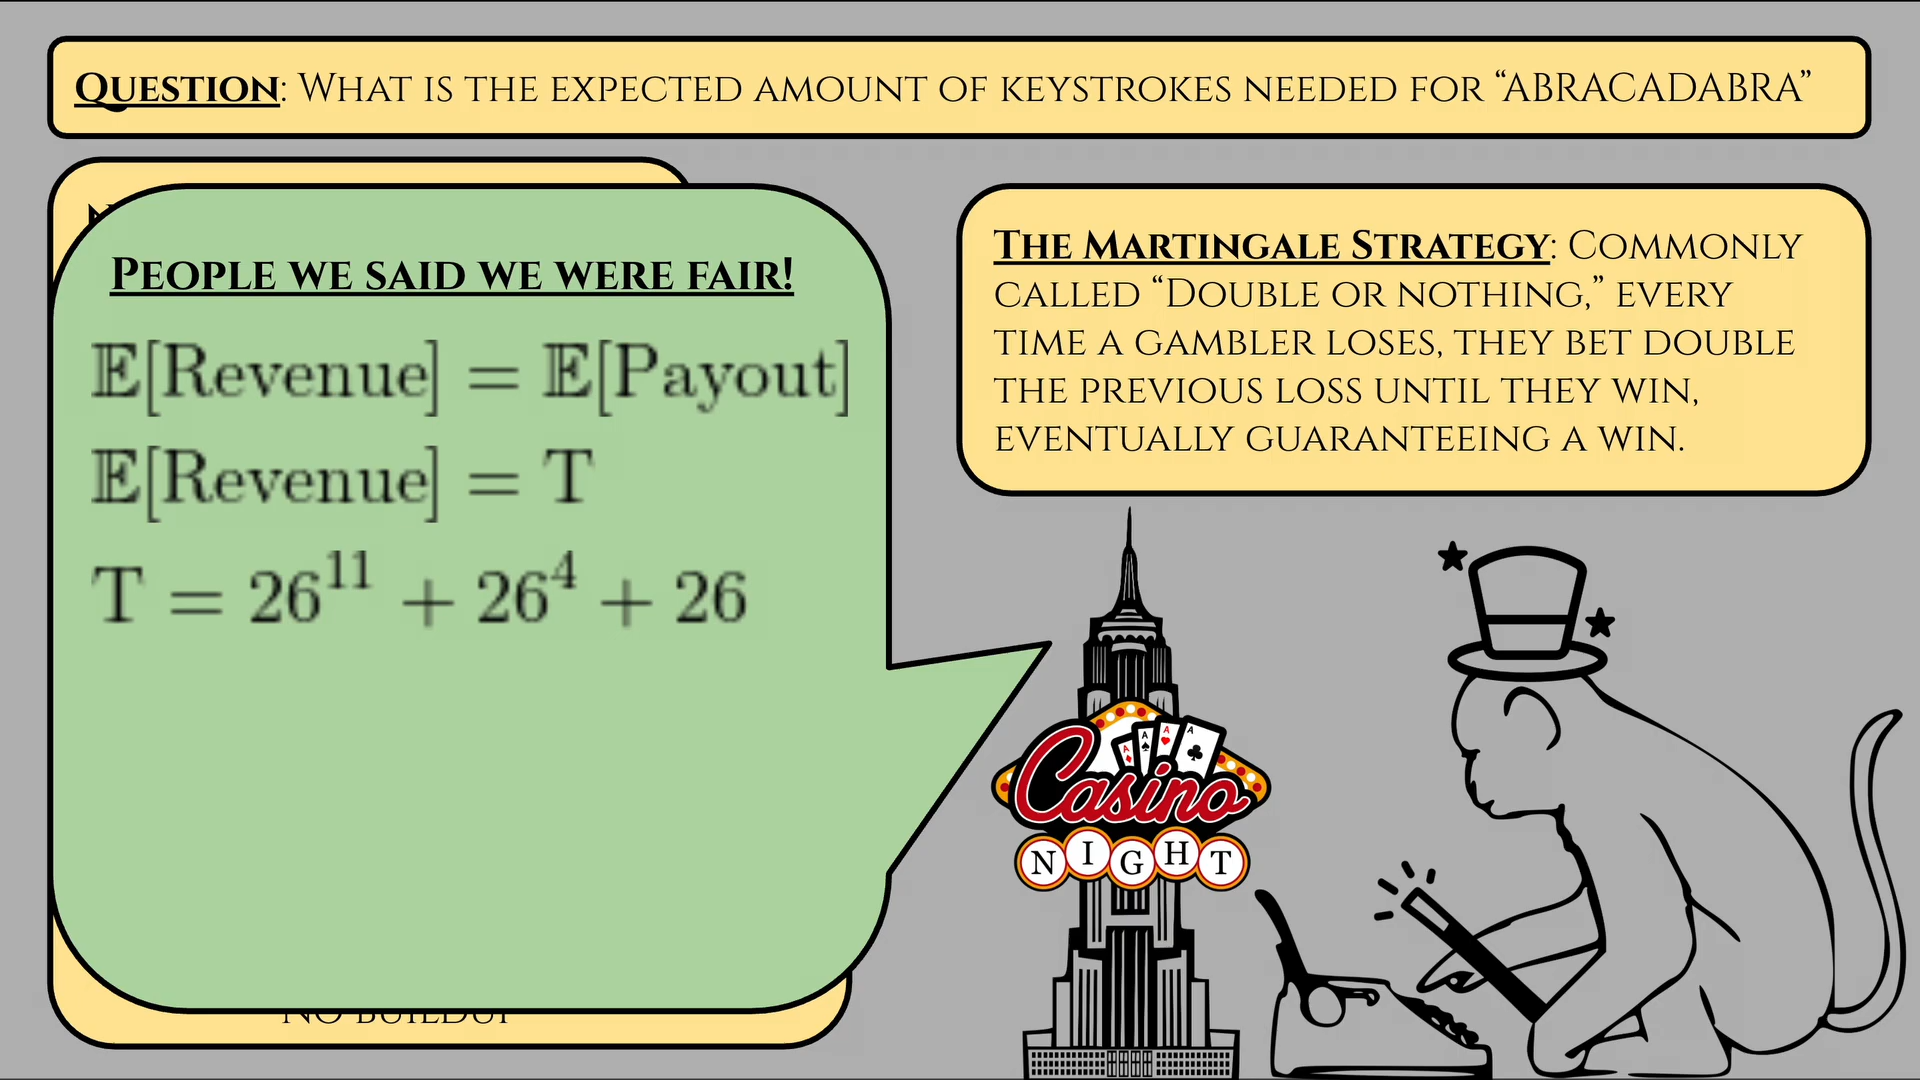 Question: What is the expected amount of keystrokes needed for “ABRACADABRA”
People we said we were fair!
𝔼[Revenue] = 𝔼[Payout]
𝔼[Revenue] = T
T = 26¹¹ + 26⁴ + 26
The Martingale Strategy: Commonly
called “Double or nothing,” every
time a gambler loses, they bet double
the previous loss until they win,
eventually guaranteeing a win.
A A A A
Casino
NIGHT
No buildup